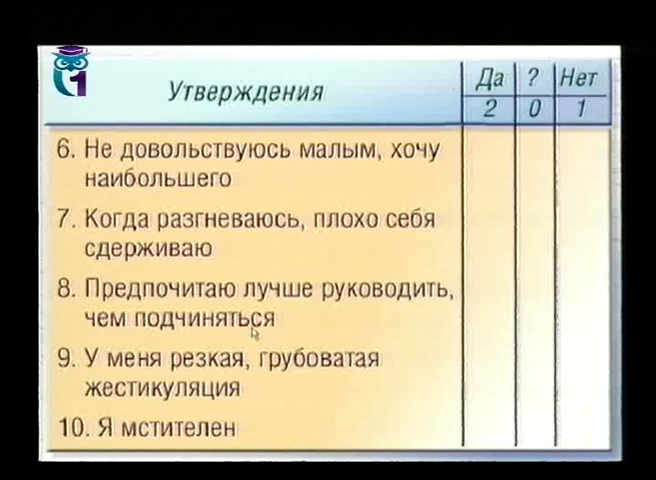 1
Утверждения
Да ? Нет
2 0 1
6. Не довольствуюсь малым, хочу
наибольшего
7. Когда разгневаюсь, плохо себя
сдерживаю
8. Предпочитаю лучше руководить,
чем подчиняться
9. У меня резкая, грубоватая
жестикуляция
10. Я мстителен